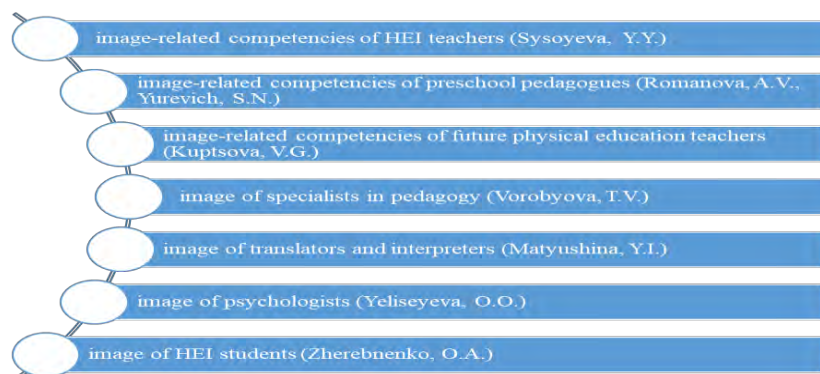 image-related competencies of HEI teachers (Sysoyeva, Y.Y.)
image-related competencies of preschool pedagogues (Romanova, A.V.,
Yurevich, S.N.)
image-related competencies of future physical education teachers
(Kuptsova, V.G.)
image of specialists in pedagogy (Vorobyova, T.V.)
image of translators and interpreters (Matyushina, Y.I.)
image of psychologists (Yeliseyeva, O.O.)
image of HEI students (Zherebnenko, O.A.)